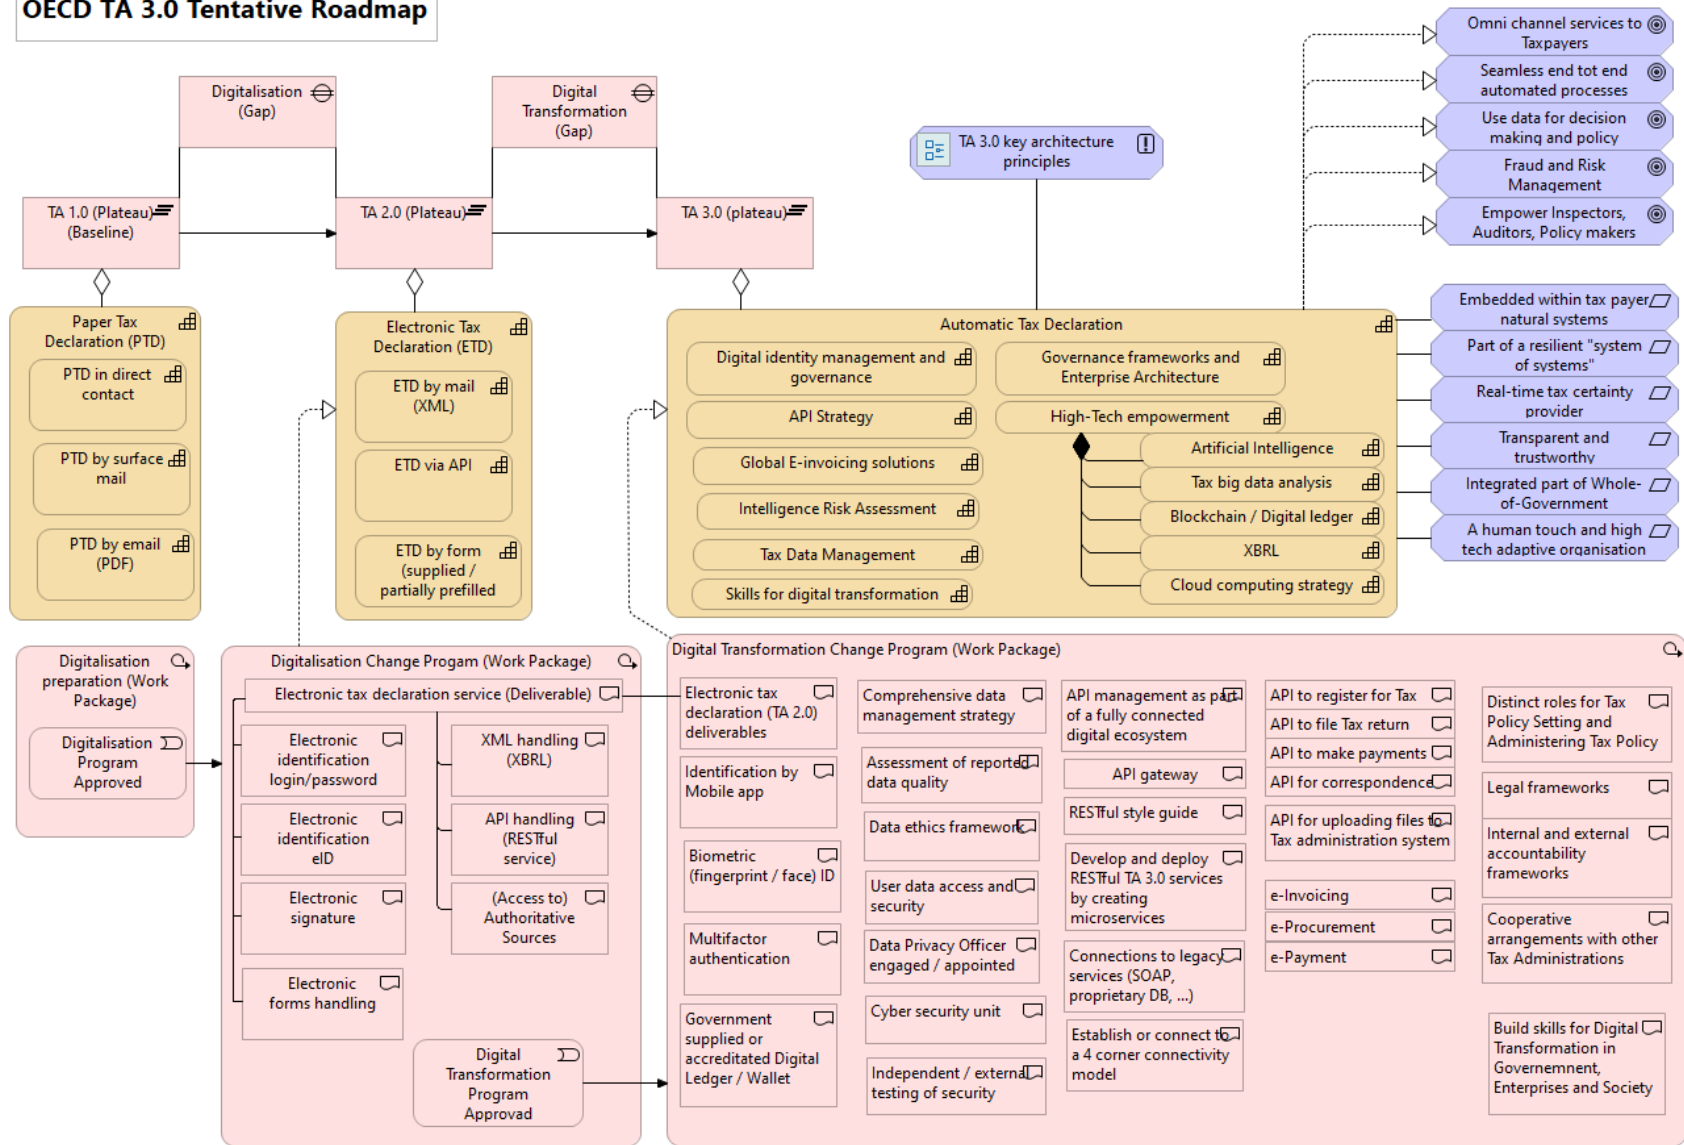 OECD TA 3.0 Tentative Roadmap
Digitalisation
(Gap)
Digital
Transformation
(Gap)
TA 1.0 (Plateau)
(Baseline)
TA 2.0 (Plateau)
TA 3.0 (plateau)
TA 3.0 key architecture
principles
Omni channel services to
Taxpayers
Seamless end tot end
automated processes
Use data for decision
making and policy
Fraud and Risk
Management
Empower Inspectors,
Auditors, Policy makers
Paper Tax
Declaration (PTD)
PTD in direct
contact
PTD by surface
mail
PTD by email
(PDF)
Electronic Tax
Declaration (ETD)
ETD by mail
(XML)
ETD via API
ETD by form
(supplied /
partially prefilled
Automatic Tax Declaration
Digital identity management and
governance
API Strategy
Global E-invoicing solutions
Intelligence Risk Assessment
Tax Data Management
Skills for digital transformation
Governance frameworks and
Enterprise Architecture
High-Tech empowerment
Artificial Intelligence
Tax big data analysis
Blockchain / Digital ledger
XBRL
Cloud computing strategy
Embedded within tax payer
natural systems
Part of a resilient "system
of systems"
Real-time tax certainty
provider
Transparent and
trustworthy
Integrated part of Whole-
of-Government
A human touch and high
tech adaptive organisation
Digitalisation
preparation (Work
Package)
Digitalisation
Program
Approved
Digitalisation Change Progam (Work Package)
Electronic tax declaration service (Deliverable)
Electronic
identification
login/password
Electronic
identification
eID
Electronic
signature
Electronic
forms handling
XML handling
(XBRL)
API handling
(RESTful
service)
(Access to)
Authoritative
Sources
Digital
Transformation
Program
Approvad
Digital Transformation Change Program (Work Package)
Electronic tax
declaration (TA 2.0)
deliverables
Identification by
Mobile app
Biometric
(fingerprint / face) ID
Multifactor
authentication
Government
supplied or
accreditated Digital
Ledger / Wallet
Comprehensive data
management strategy
Assessment of reported
data quality
Data ethics framework
User data access and
security
Data Privacy Officer
engaged / appointed
Cyber security unit
Independent / external
testing of security
API management as part
of a fully connected
digital ecosystem
API gateway
RESTful style guide
Develop and deploy
RESTful TA 3.0 services
by creating
microservices
Connections to legacy
services (SOAP,
proprietary DB, ...)
Establish or connect to
a 4 corner connectivity
model
API to register for Tax
API to file Tax return
API to make payments
API for correspondence
API for uploading files to
Tax administration system
e-Invoicing
e-Procurement
e-Payment
Distinct roles for Tax
Policy Setting and
Administering Tax Policy
Legal frameworks
Internal and external
accountability
frameworks
Cooperative
arrangements with other
Tax Administrations
Build skills for Digital
Transformation in
Governemnent,
Enterprises and Society